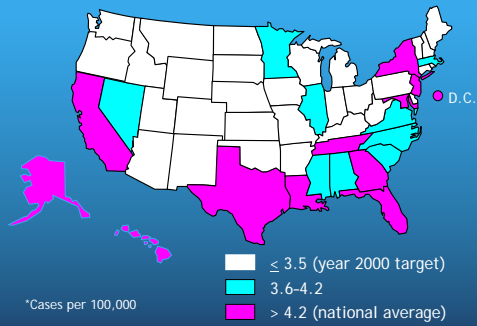 D.C.
≤ 3.5 (year 2000 target)
3.6-4.2
> 4.2 (national average)
*Cases per 100,000